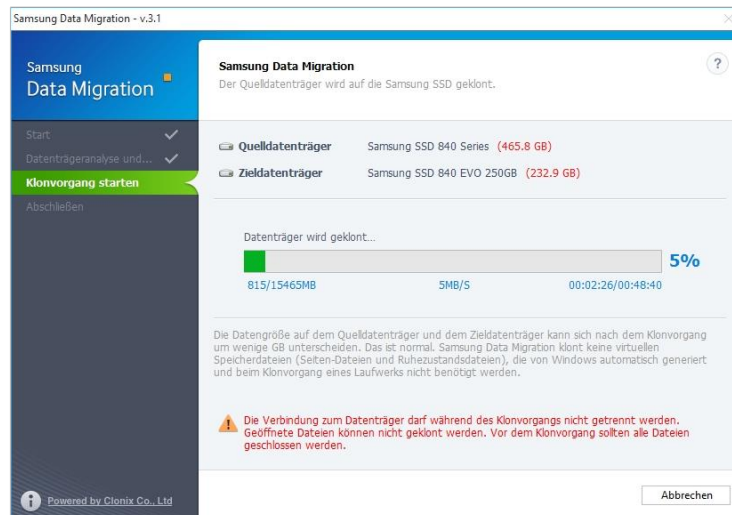 Samsung Data Migration - v.3.1
Samsung
Data Migration
Start
Datenträgeranalyse und...
Klonvorgang starten
Abschließen
Powered by Clonix Co., Ltd
Samsung Data Migration
Der Quelldatenträger wird auf die Samsung SSD geklont.
?
Quelldatenträger Samsung SSD 840 Series (465.8 GB)
Zieldatenträger Samsung SSD 840 EVO 250GB (232.9 GB)
Datenträger wird geklont...
5%
815/15465MB 5MB/S 00:02:26/00:48:40
Die Datengröße auf dem Quelldatenträger und dem Zieldatenträger kann sich nach dem Klonvorgang
um wenige GB unterscheiden. Das ist normal. Samsung Data Migration klont keine virtuellen
Speicherdateien (Seiten-Dateien und Ruhezustandsdateien), die von Windows automatisch generiert
und beim Klonvorgang eines Laufwerks nicht benötigt werden.
Die Verbindung zum Datenträger darf während des Klonvorgangs nicht getrennt werden.
Geöffnete Dateien können nicht geklont werden. Vor dem Klonvorgang sollten alle Dateien
geschlossen werden.
Abbrechen